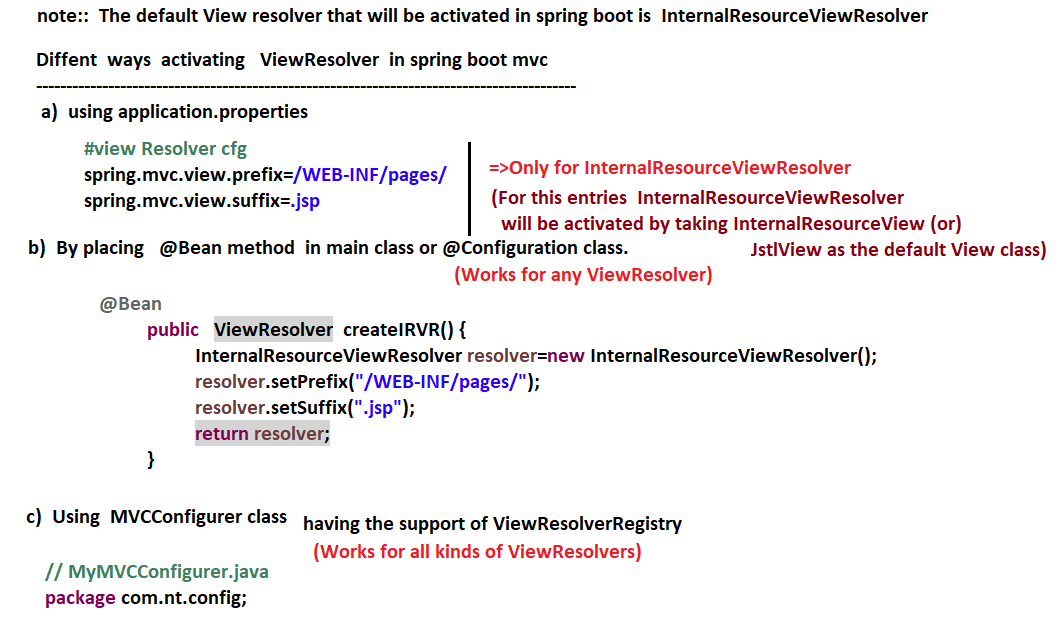 note::  The default View resolver that will be activated in spring boot is  InternalResourceViewResolver
Diffent  ways  activating   ViewResolver  in spring boot mvc
------------------------------------------------------------------------------------------
a)  using application.properties
#view Resolver cfg
spring.mvc.view.prefix=/WEB-INF/pages/
spring.mvc.view.suffix=.jsp
=>Only for InternalResourceViewResolver
(For this entries  InternalResourceViewResolver
will be activated by taking InternalResourceView (or)
JstlView as the default View class)
b)  By placing   @Bean method  in main class or @Configuration class.
(Works for any ViewResolver)
@Bean
public   ViewResolver  createIRVR() {
InternalResourceViewResolver resolver=new InternalResourceViewResolver();
resolver.setPrefix("/WEB-INF/pages/");
resolver.setSuffix(".jsp");
return resolver;
}
c)  Using  MVCConfigurer class   having the support of ViewResolverRegistry
(Works for all kinds of ViewResolvers)
// MyMVCConfigurer.java
package com.nt.config;